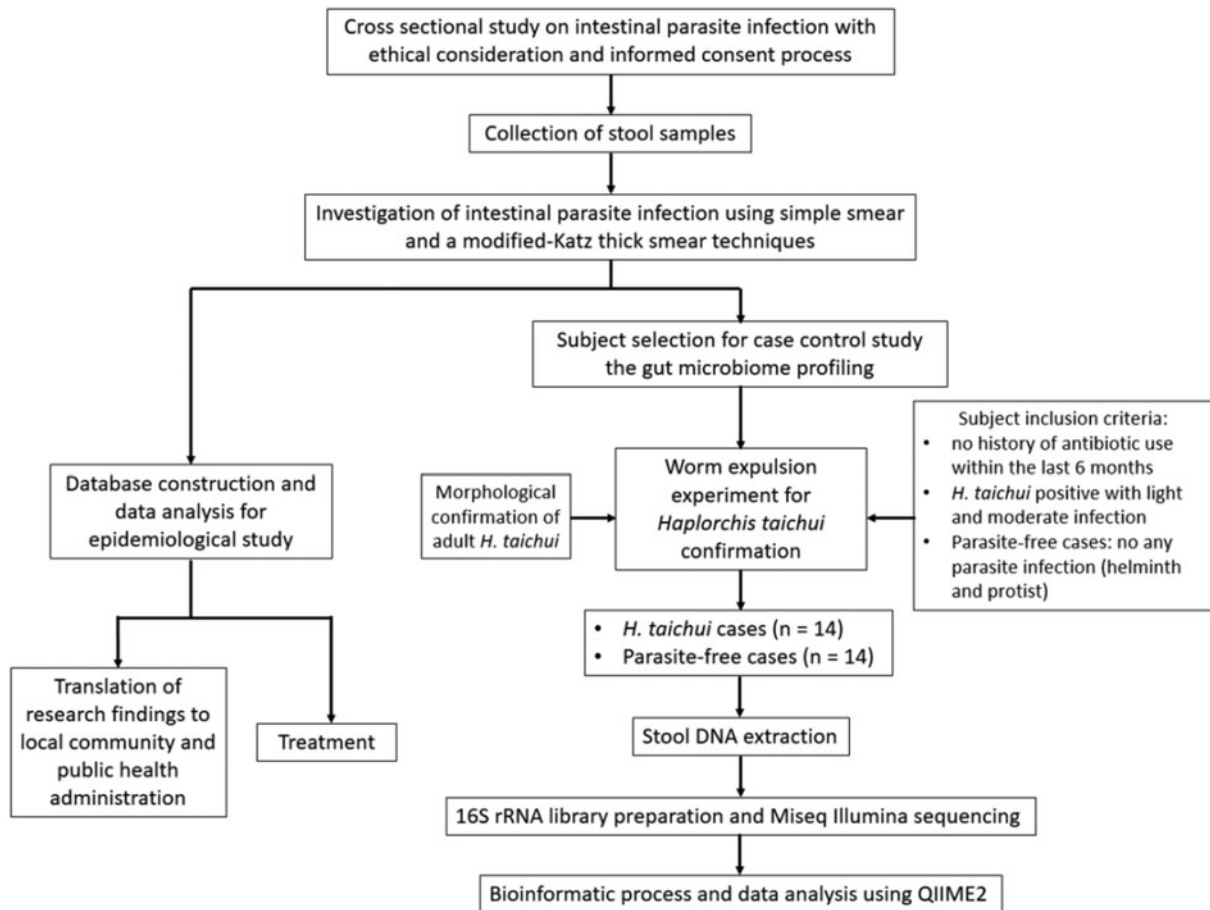 Cross sectional study on intestinal parasite infection with
ethical consideration and informed consent process
Collection of stool samples
Investigation of intestinal parasite infection using simple smear
and a modified-Katz thick smear techniques
Subject selection for case control study
the gut microbiome profiling
Database construction and
data analysis for
epidemiological study
Morphological
confirmation of
adult H. taichui
Worm expulsion
experiment for
Haplorchis taichui
confirmation
Subject inclusion criteria:
• no history of antibiotic use
within the last 6 months
• H. taichui positive with light
and moderate infection
• Parasite-free cases: no any
parasite infection (helminth
and protist)
• H. taichui cases (n = 14)
• Parasite-free cases (n = 14)
Translation of
research findings to
local community and
public health
administration
Treatment
Stool DNA extraction
16S rRNA library preparation and Miseq Illumina sequencing
Bioinformatic process and data analysis using QIIME2